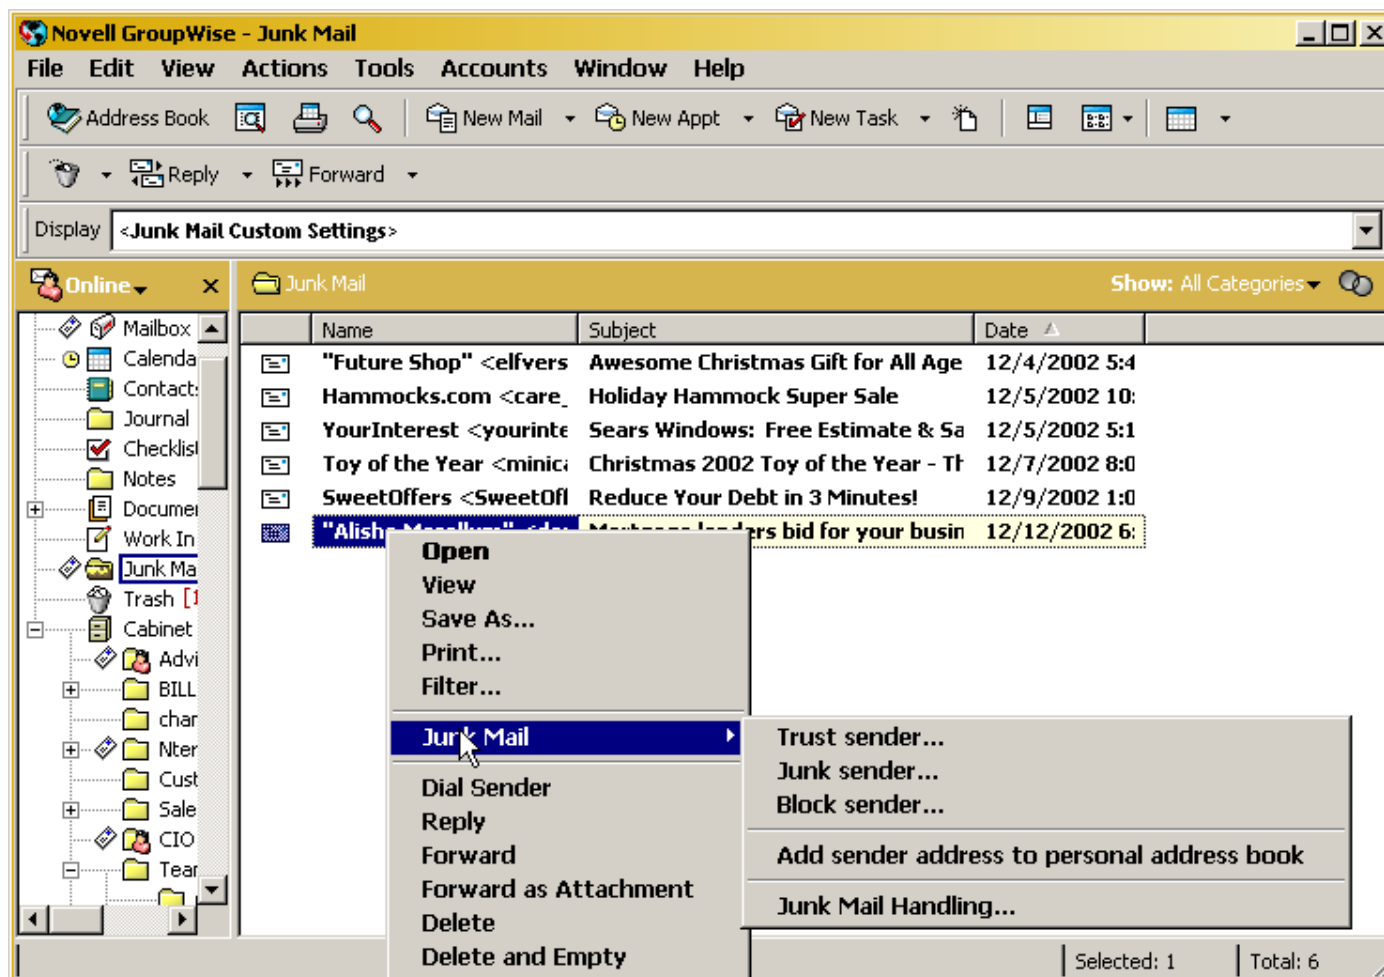 Novell GroupWise - Junk Mail
File Edit View Actions Tools Accounts Window Help
Address Book New Mail New Appt New Task
Reply Forward
Display <Junk Mail Custom Settings>
Online Junk Mail Show: All Categories
Name Subject Date
Mailbox
Calenda
Contact
Journal
Checklis
Notes
Docume
Work In
Junk Ma
Trash [1
Cabinet
Advi
BILL
char
Nter
Cust
Sale
CIO
Tear
"Future Shop" <elfvers Awesome Christmas Gift for All Age 12/4/2002 5:4
Hammocks.com <care_ Holiday Hammock Super Sale 12/5/2002 10:
YourInterest <yourinte Sears Windows: Free Estimate & Sa 12/5/2002 5:1
Toy of the Year <minica Christmas 2002 Toy of the Year - Th 12/7/2002 8:0
SweetOffers <SweetOff Reduce Your Debt in 3 Minutes! 12/9/2002 1:0
"Alish ers bid for your busin 12/12/2002 6:
Open
View
Save As...
Print...
Filter...
Junk Mail
Dial Sender
Reply
Forward
Forward as Attachment
Delete
Delete and Empty
Trust sender...
Junk sender...
Block sender...
Add sender address to personal address book
Junk Mail Handling...
Selected: 1 Total: 6